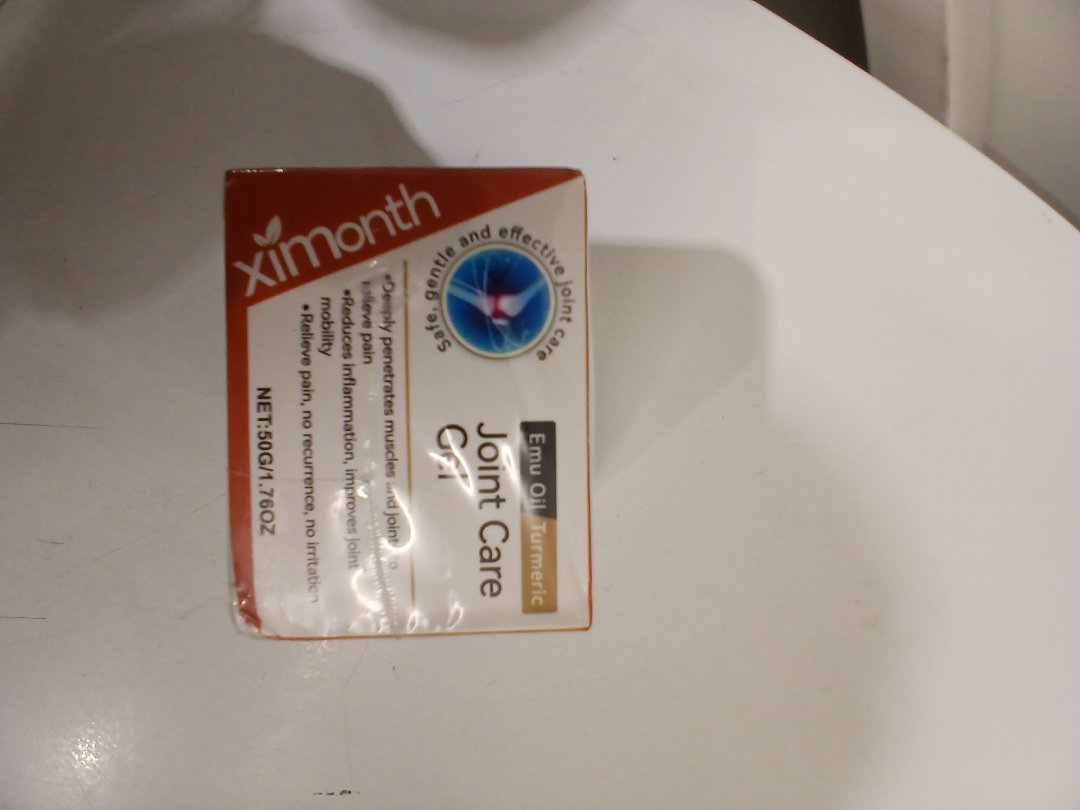 ximonth
Safe, gentle and effective joint care
Emu Oil Turmeric
Joint Care
Gel
•Deeply penetrates muscles and joints to
relieve pain
•Reduces inflammation, improves joint
mobility
•Relieve pain, no recurrence, no irritation
NET:50G/1.76OZ